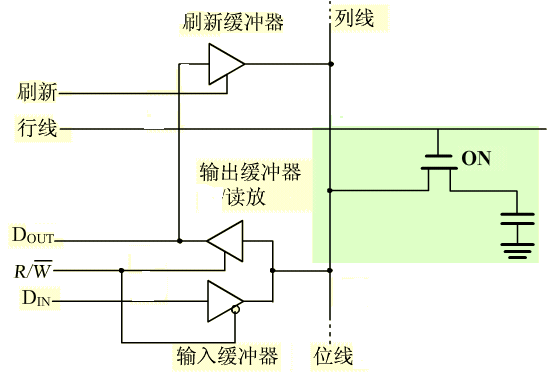 刷新缓冲器
列线
刷新
行线
ON
输出缓冲器
/读放
DOUT
R/W̅
DIN
输入缓冲器
位线